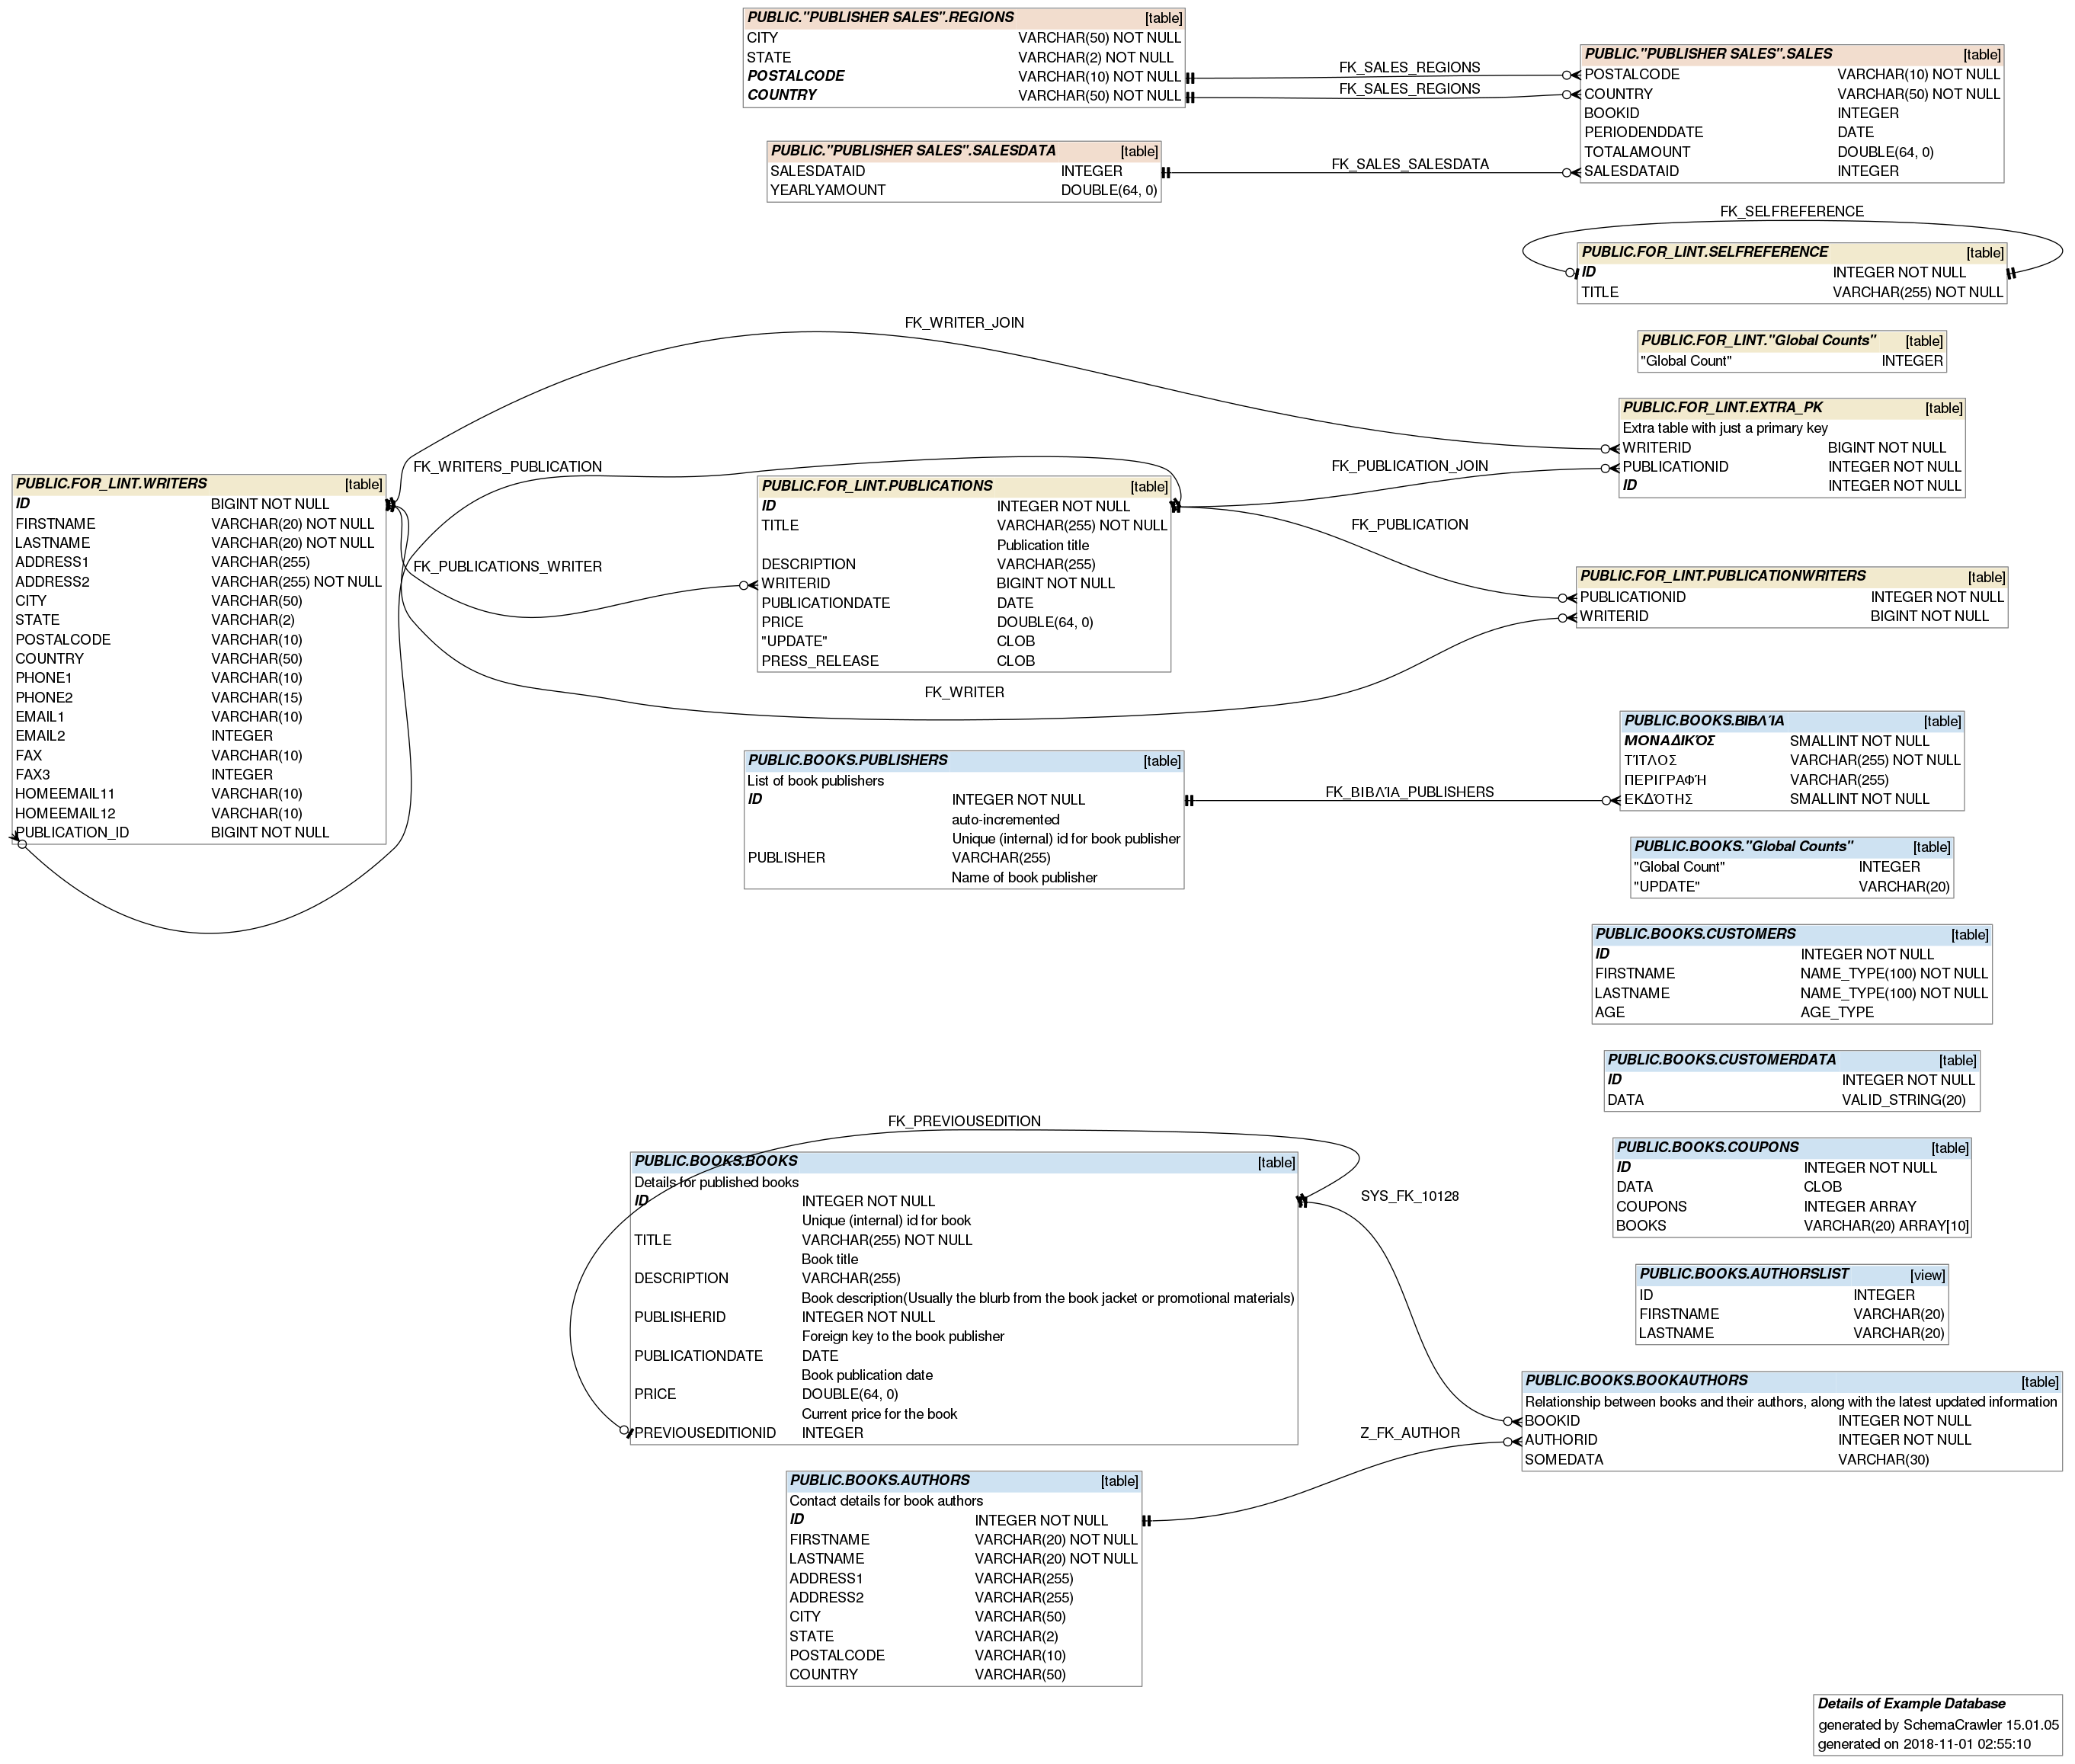 PUBLIC."PUBLISHER SALES".REGIONS [table]
CITY VARCHAR(50) NOT NULL
STATE VARCHAR(2) NOT NULL
POSTALCODE VARCHAR(10) NOT NULL
COUNTRY VARCHAR(50) NOT NULL
FK_SALES_REGIONS
FK_SALES_REGIONS
PUBLIC."PUBLISHER SALES".SALES [table]
POSTALCODE VARCHAR(10) NOT NULL
COUNTRY VARCHAR(50) NOT NULL
BOOKID INTEGER
PERIODENDDATE DATE
TOTALAMOUNT DOUBLE(64, 0)
SALESDATAID INTEGER
PUBLIC."PUBLISHER SALES".SALESDATA [table]
SALESDATAID INTEGER
YEARLYAMOUNT DOUBLE(64, 0)
FK_SALES_SALESDATA
FK_SELFREFERENCE
PUBLIC.FOR_LINT.SELFREFERENCE [table]
ID INTEGER NOT NULL
TITLE VARCHAR(255) NOT NULL
FK_WRITER_JOIN
PUBLIC.FOR_LINT."Global Counts" [table]
"Global Count" INTEGER
PUBLIC.FOR_LINT.EXTRA_PK [table]
Extra table with just a primary key
WRITERID BIGINT NOT NULL
PUBLICATIONID INTEGER NOT NULL
ID INTEGER NOT NULL
PUBLIC.FOR_LINT.WRITERS [table]
ID BIGINT NOT NULL
FIRSTNAME VARCHAR(20) NOT NULL
LASTNAME VARCHAR(20) NOT NULL
ADDRESS1 VARCHAR(255)
ADDRESS2 VARCHAR(255) NOT NULL
CITY VARCHAR(50)
STATE VARCHAR(2)
POSTALCODE VARCHAR(10)
COUNTRY VARCHAR(50)
PHONE1 VARCHAR(10)
PHONE2 VARCHAR(15)
EMAIL1 VARCHAR(10)
EMAIL2 INTEGER
FAX VARCHAR(10)
FAX3 INTEGER
HOMEEMAIL11 VARCHAR(10)
HOMEEMAIL12 VARCHAR(10)
PUBLICATION_ID BIGINT NOT NULL
FK_WRITERS_PUBLICATION
FK_PUBLICATIONS_WRITER
PUBLIC.FOR_LINT.PUBLICATIONS [table]
ID INTEGER NOT NULL
TITLE VARCHAR(255) NOT NULL
Publication title
DESCRIPTION VARCHAR(255)
WRITERID BIGINT NOT NULL
PUBLICATIONDATE DATE
PRICE DOUBLE(64, 0)
"UPDATE" CLOB
PRESS_RELEASE CLOB
FK_PUBLICATION_JOIN
FK_PUBLICATION
FK_WRITER
PUBLIC.FOR_LINT.PUBLICATIONWRITERS [table]
PUBLICATIONID INTEGER NOT NULL
WRITERID BIGINT NOT NULL
PUBLIC.BOOKS.PUBLISHERS [table]
List of book publishers
ID INTEGER NOT NULL
auto-incremented
Unique (internal) id for book publisher
PUBLISHER VARCHAR(255)
Name of book publisher
FK_ΒΙΒΛΊΑ_PUBLISHERS
PUBLIC.BOOKS.ΒΙΒΛΊΑ [table]
ΜΟΝΑΔΙΚΌΣ SMALLINT NOT NULL
ΤΊΤΛΟΣ VARCHAR(255) NOT NULL
ΠΕΡΙΓΡΑΦΉ VARCHAR(255)
ΕΚΔΌΤΗΣ SMALLINT NOT NULL
PUBLIC.BOOKS."Global Counts" [table]
"Global Count" INTEGER
"UPDATE" VARCHAR(20)
PUBLIC.BOOKS.CUSTOMERS [table]
ID INTEGER NOT NULL
FIRSTNAME NAME_TYPE(100) NOT NULL
LASTNAME NAME_TYPE(100) NOT NULL
AGE AGE_TYPE
PUBLIC.BOOKS.CUSTOMERDATA [table]
ID INTEGER NOT NULL
DATA VALID_STRING(20)
PUBLIC.BOOKS.COUPONS [table]
ID INTEGER NOT NULL
DATA CLOB
COUPONS INTEGER ARRAY
BOOKS VARCHAR(20) ARRAY[10]
PUBLIC.BOOKS.AUTHORSLIST [view]
ID INTEGER
FIRSTNAME VARCHAR(20)
LASTNAME VARCHAR(20)
FK_PREVIOUSEDITION
PUBLIC.BOOKS.BOOKS [table]
Details for published books
ID INTEGER NOT NULL
Unique (internal) id for book
TITLE VARCHAR(255) NOT NULL
Book title
DESCRIPTION VARCHAR(255)
Book description(Usually the blurb from the book jacket or promotional materials)
PUBLISHERID INTEGER NOT NULL
Foreign key to the book publisher
PUBLICATIONDATE DATE
Book publication date
PRICE DOUBLE(64, 0)
Current price for the book
PREVIOUSEDITIONID INTEGER
SYS_FK_10128
Z_FK_AUTHOR
PUBLIC.BOOKS.BOOKAUTHORS [table]
Relationship between books and their authors, along with the latest updated information
BOOKID INTEGER NOT NULL
AUTHORID INTEGER NOT NULL
SOMEDATA VARCHAR(30)
PUBLIC.BOOKS.AUTHORS [table]
Contact details for book authors
ID INTEGER NOT NULL
FIRSTNAME VARCHAR(20) NOT NULL
LASTNAME VARCHAR(20) NOT NULL
ADDRESS1 VARCHAR(255)
ADDRESS2 VARCHAR(255)
CITY VARCHAR(50)
STATE VARCHAR(2)
POSTALCODE VARCHAR(10)
COUNTRY VARCHAR(50)
Details of Example Database
generated by SchemaCrawler 15.01.05
generated on 2018-11-01 02:55:10